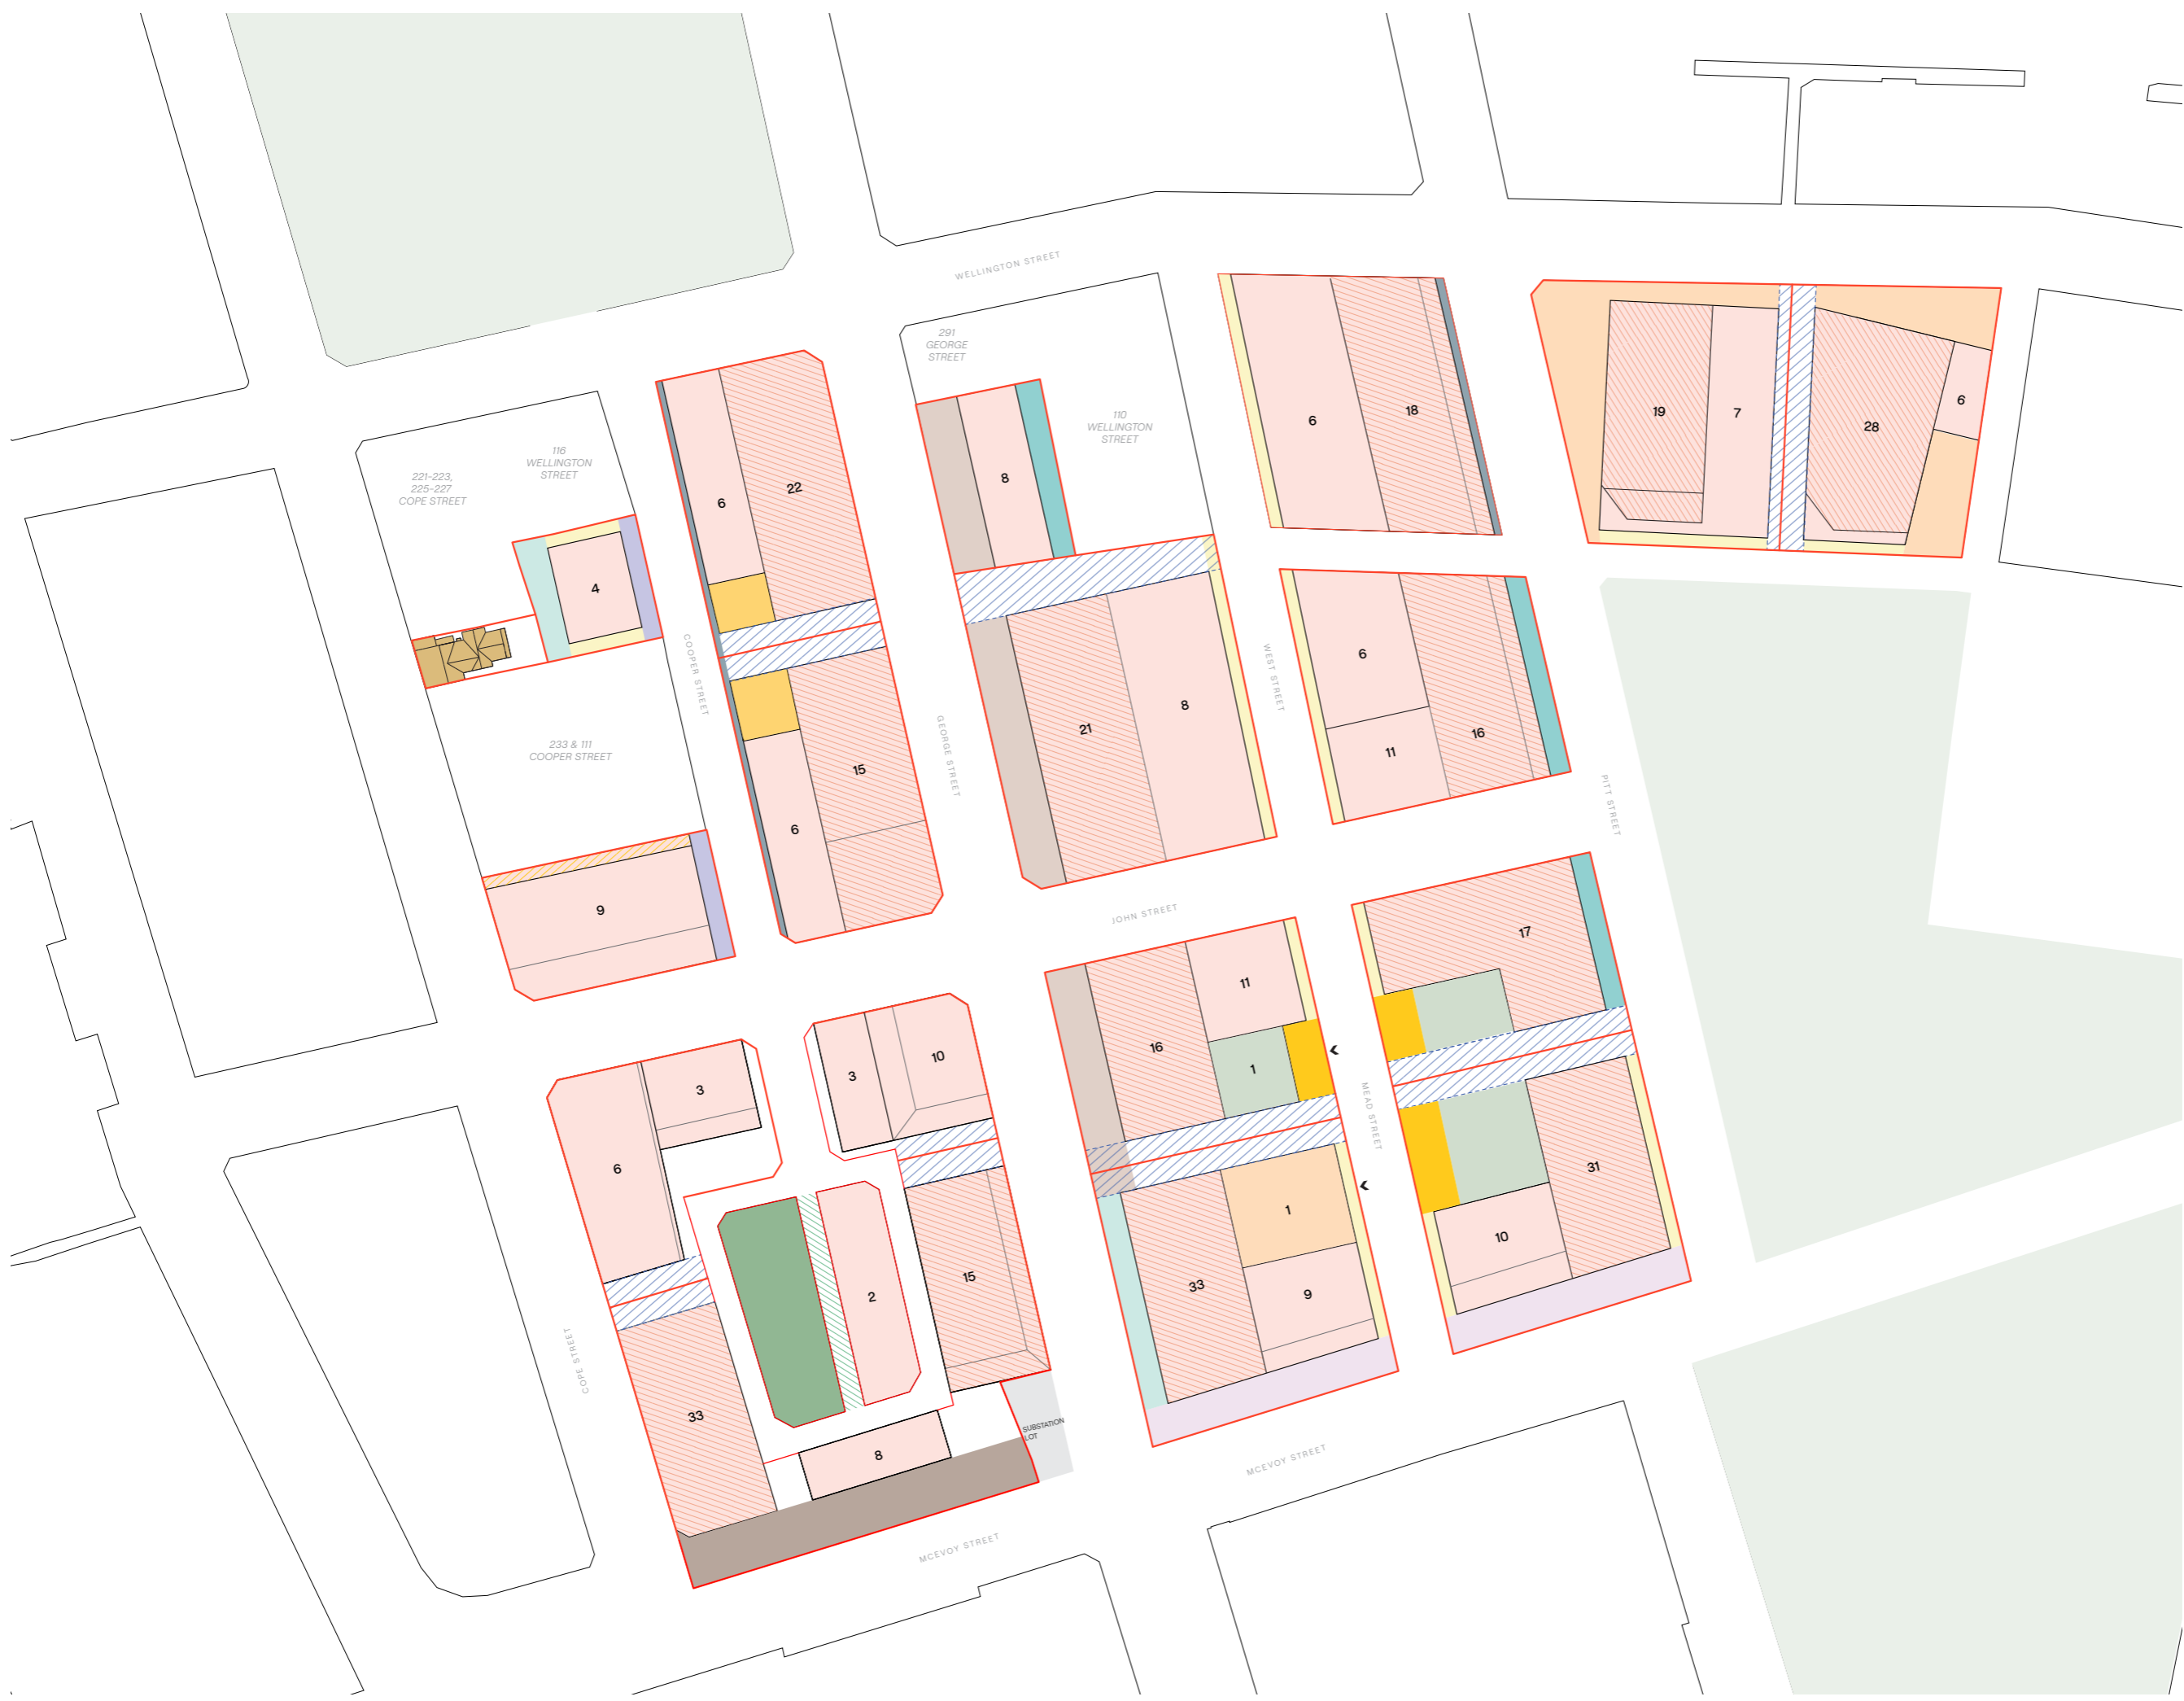 WELLINGTON STREET
291
GEORGE
STREET
110
WELLINGTON
STREET
6
18
19
7
28
6
116
WELLINGTON
STREET
221-223,
225-227
COPE STREET
22
6
8
4
COOPER STREET
WEST STREET
6
16
11
8
21
GEORGE STREET
233 & 111
COOPER STREET
15
6
PITT STREET
9
JOHN STREET
17
11
16
1
MEAD STREET
10
3
3
6
31
1
33
9
10
15
2
COPE STREET
33
8
SUBSTATION
LOT
MCEVOY STREET
MCEVOY STREET